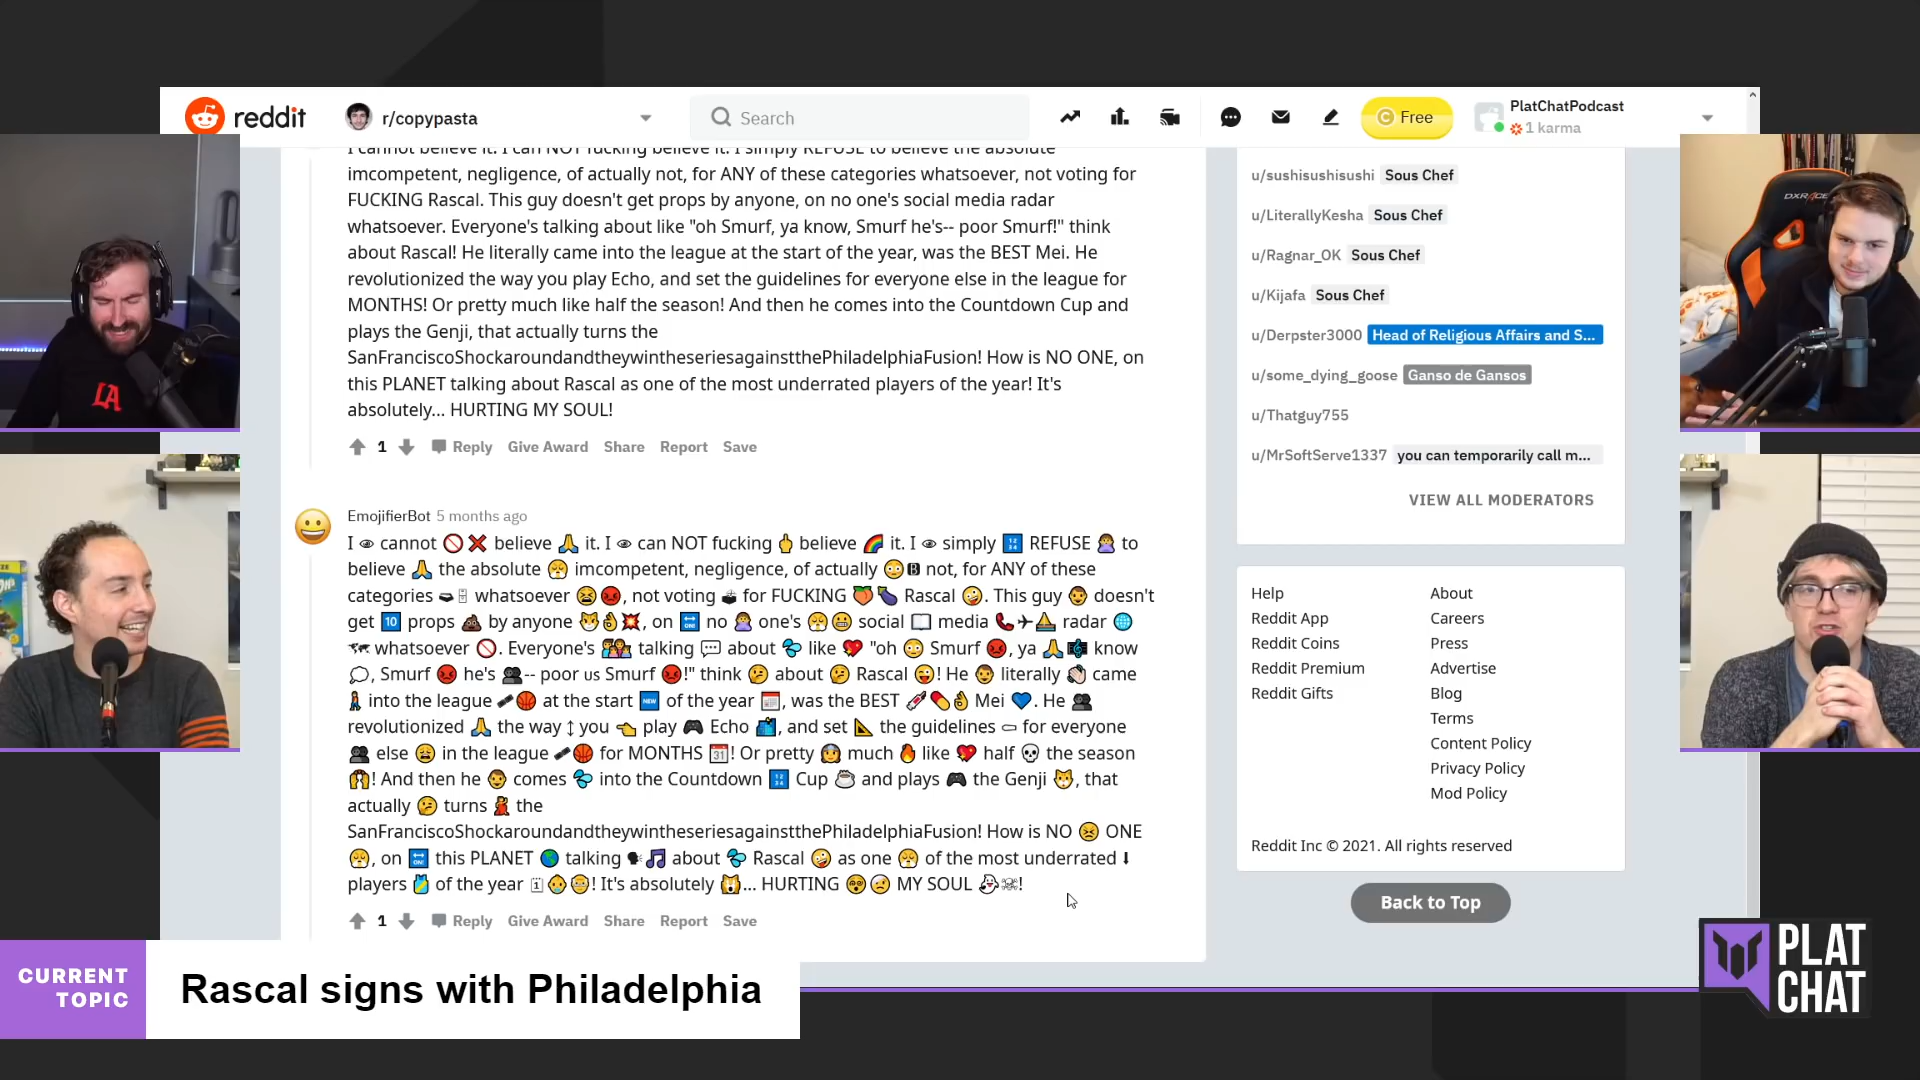 reddit
r/copypasta
Search
Free
PlatChatPodcast
1 karma
I cannot believe it. I can NOT fucking believe it. I simply REFUSE to believe the absolute
imcompetent, negligence, of actually not, for ANY of these categories whatsoever, not voting for
FUCKING Rascal. This guy doesn't get props by anyone, on no one's social media radar
whatsoever. Everyone's talking about like "oh Smurf, ya know, Smurf he's-- poor Smurf!" think
about Rascal! He literally came into the league at the start of the year, was the BEST Mei. He
revolutionized the way you play Echo, and set the guidelines for everyone else in the league for
MONTHS! Or pretty much like half the season! And then he comes into the Countdown Cup and
plays the Genji, that actually turns the
SanFranciscoShockaroundandtheywintheseriesagainstthePhiladelphiaFusion! How is NO ONE, on
this PLANET talking about Rascal as one of the most underrated players of the year! It's
absolutely... HURTING MY SOUL!
1 Reply Give Award Share Report Save
EmojifierBot 5 months ago
I 👁 cannot 🚫❌ believe 🙏 it. I 👁 can NOT fucking 🖕 believe 🌈 it. I 👁 simply 🔢 REFUSE 🙅 to
believe 🙏 the absolute 😤 imcompetent, negligence, of actually 😳🅱 not, for ANY of these
categories whatsoever 😫😡, not voting 🗳 for FUCKING 🍑🍆 Rascal 🤪. This guy 👨 doesn't
get 🔟 props 💩 by anyone 😼👌💥, on 🔛 no 🙅 one's 😤😬 social 📖 media 📞✈⛵ radar 🌐
🗺 whatsoever 🚫. Everyone's talking 💬 about 💦 like 💖 "oh 😳 Smurf 😡, ya 🙏🎼 know
💭, Smurf 😡 he's 👥-- poor us Smurf 😡!" think 🤔 about 🤔 Rascal 😜! He 👨 literally 👏 came
into the league 🏀 at the start 🆕 of the year 📅, was the BEST 💉💊👌 Mei 💙. He 👥
revolutionized 🙏 the way ↕ you 👈 play 🎮 Echo, and set 📐 the guidelines for everyone
👥 else 😩 in the league 🏀 for MONTHS 📆! Or pretty 👸 much 🔥 like 💖 half 💀 the season
🙌! And then he 👨 comes 💦 into the Countdown 🔢 Cup ☕ and plays 🎮 the Genji 😼, that
actually 🤔 turns 💃 the
SanFranciscoShockaroundandtheywintheseriesagainstthePhiladelphiaFusion! How is NO 😣 ONE
😤, on 🔛 this PLANET 🌎 talking 🗣🎵 about 💦 Rascal 🤪 as one 😤 of the most underrated ⬇
players 🎽 of the year 🗓👶👴! It's absolutely 🙀... HURTING 😵🤕 MY SOUL 👻☠!
1 Reply Give Award Share Report Save
u/sushisushisushi Sous Chef
u/LiterallyKesha Sous Chef
u/Ragnar_OK Sous Chef
u/Kijafa Sous Chef
u/Derpster3000 Head of Religious Affairs and S...
u/some_dying_goose Ganso de Gansos
u/Thatguy755
u/MrSoftServe1337 you can temporarily call m...
VIEW ALL MODERATORS
Help About
Reddit App Careers
Reddit Coins Press
Reddit Premium Advertise
Reddit Gifts Blog
Terms
Content Policy
Privacy Policy
Mod Policy
Reddit Inc © 2021. All rights reserved
Back to Top
DXRACER
LA
CURRENT
TOPIC
Rascal signs with Philadelphia
PLAT
CHAT